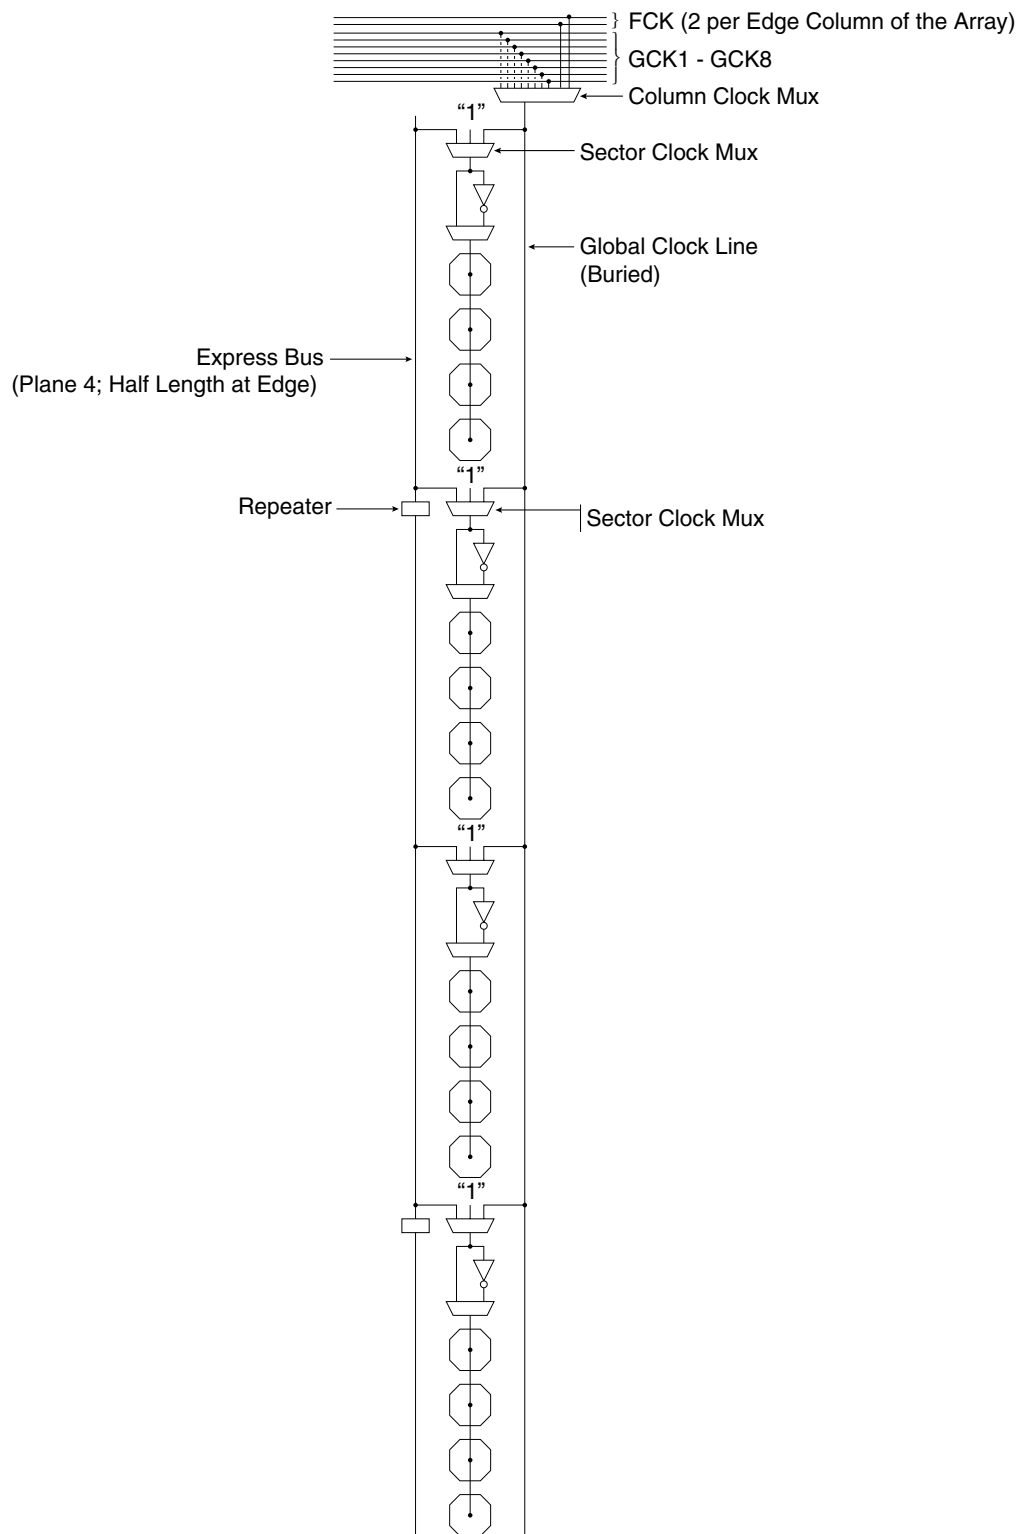 FCK (2 per Edge Column of the Array)
GCK1 - GCK8
Column Clock Mux
“1”
Sector Clock Mux
Global Clock Line
(Buried)
Express Bus
(Plane 4; Half Length at Edge)
“1”
Repeater
Sector Clock Mux
“1”
“1”